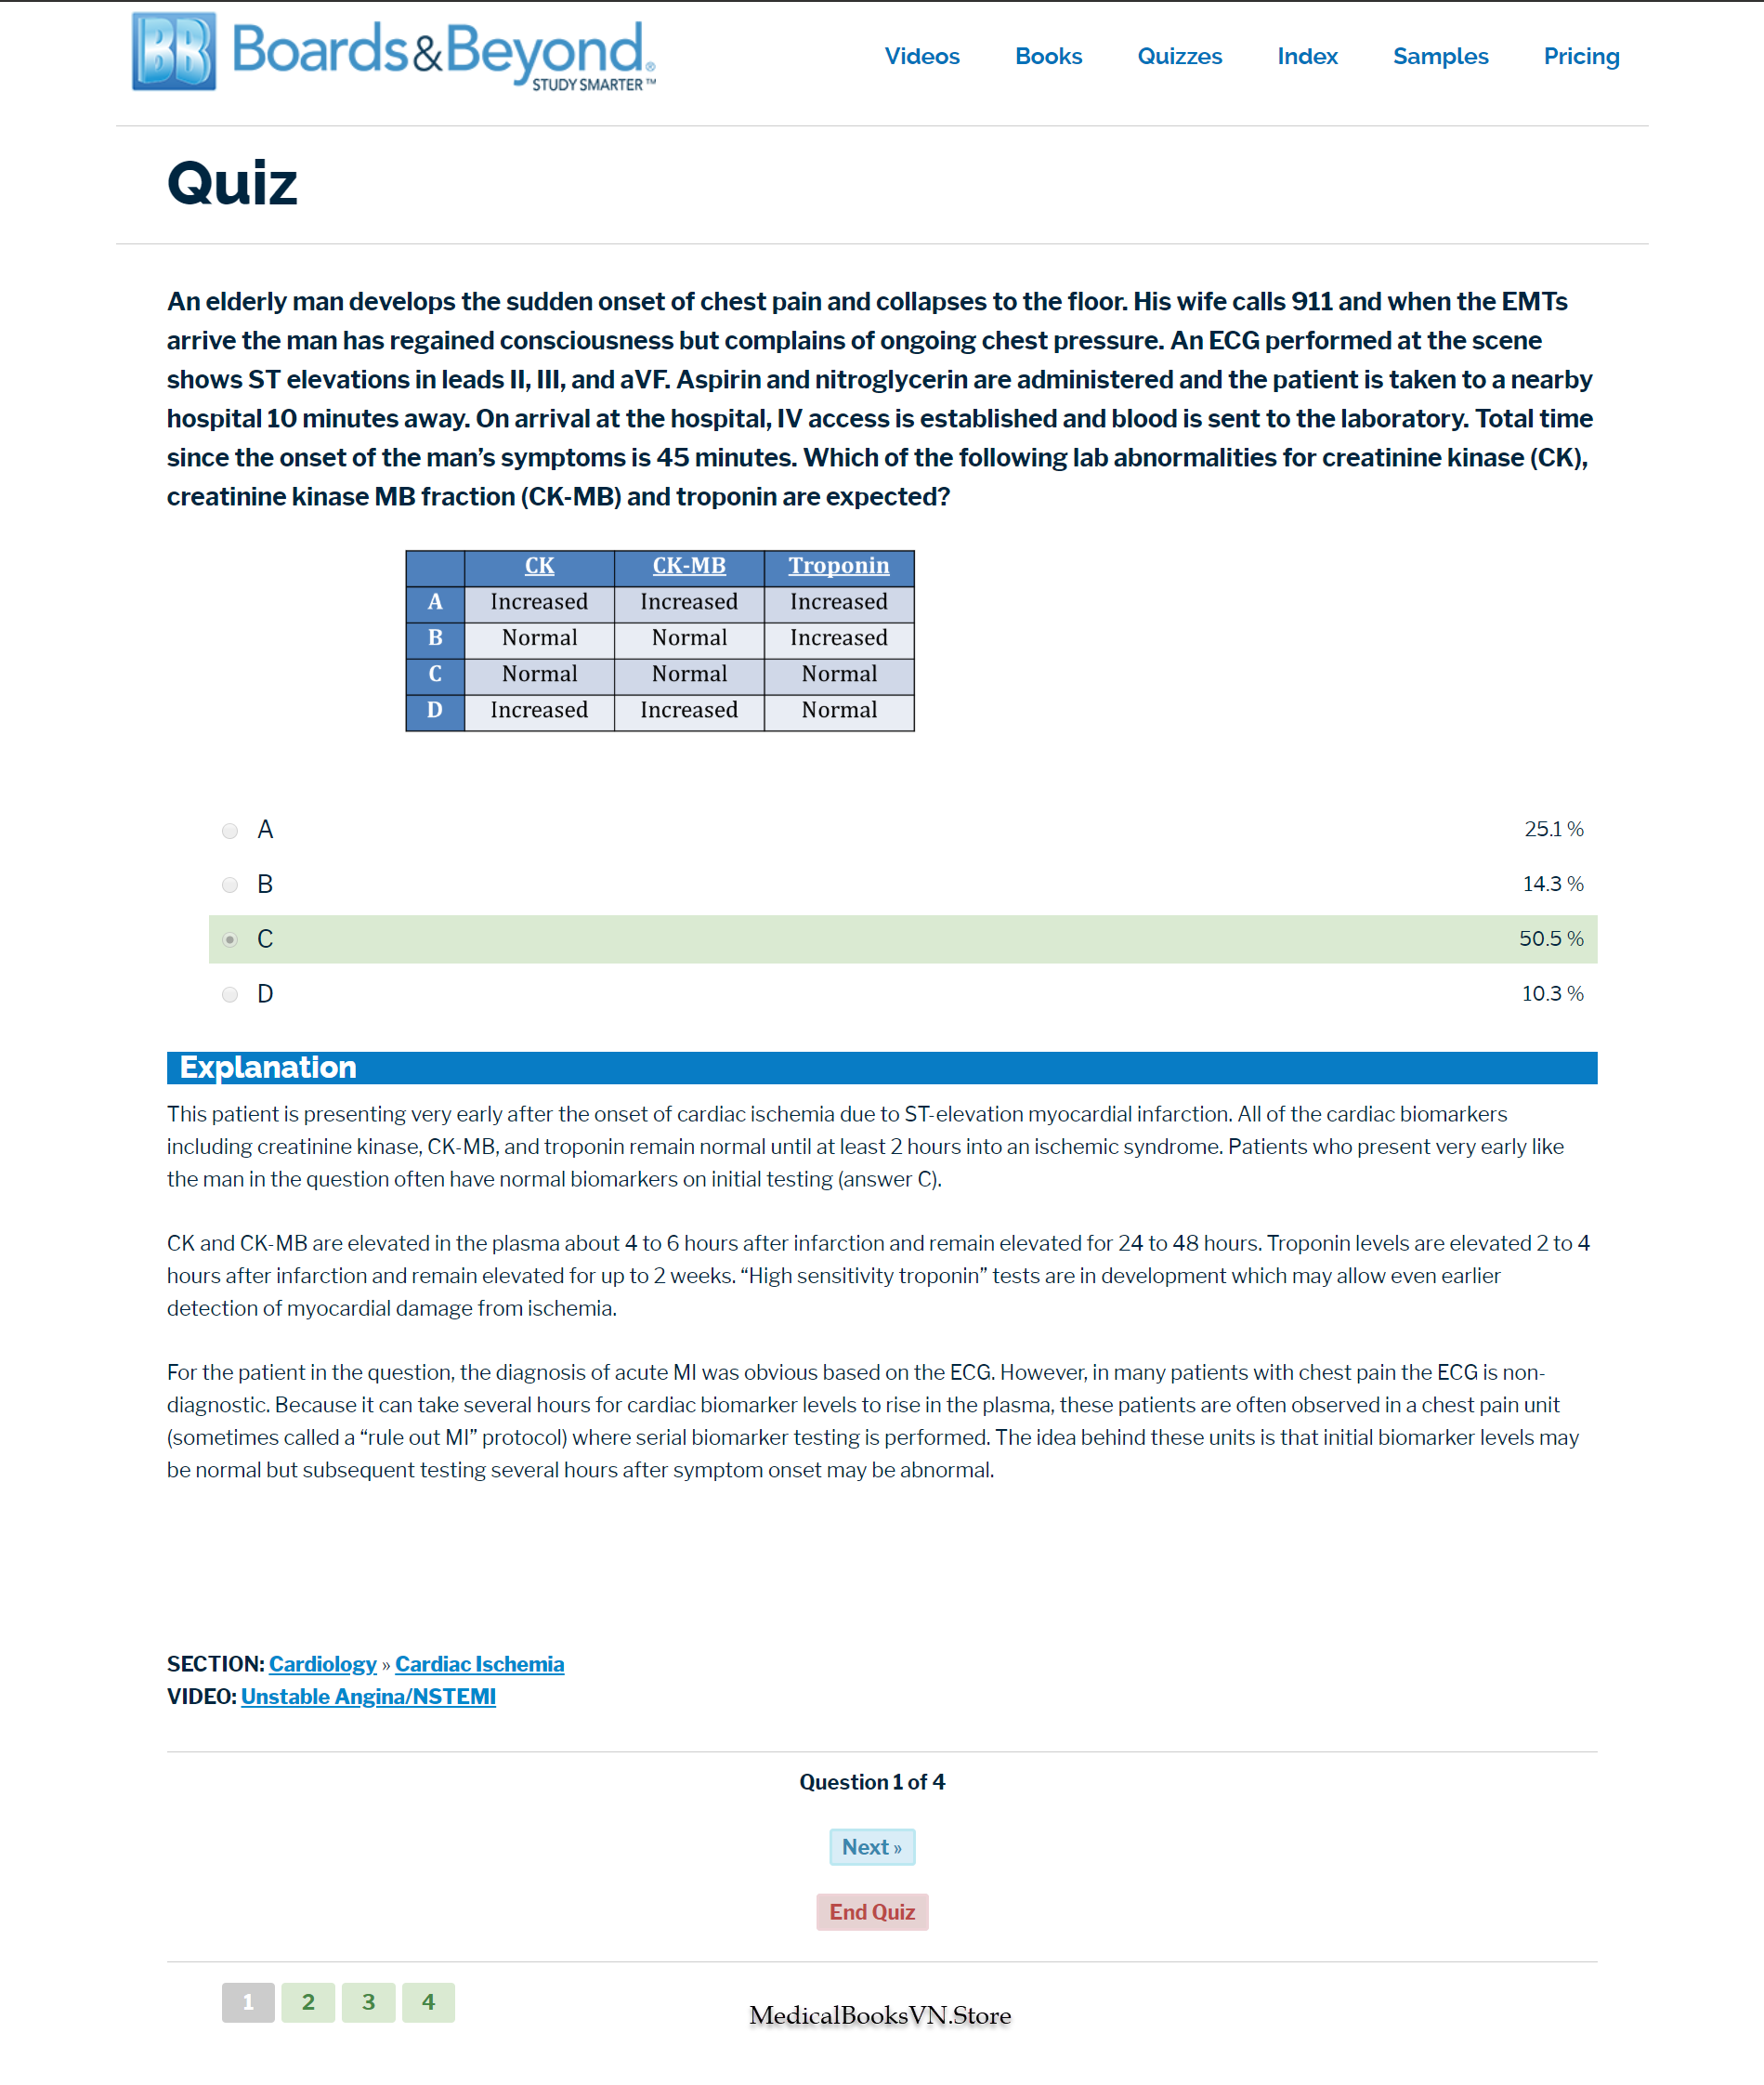 BB Boards&Beyond®
STUDY SMARTER™
Videos Books Quizzes Index Samples Pricing
Quiz
An elderly man develops the sudden onset of chest pain and collapses to the floor. His wife calls 911 and when the EMTs
arrive the man has regained consciousness but complains of ongoing chest pressure. An ECG performed at the scene
shows ST elevations in leads II, III, and aVF. Aspirin and nitroglycerin are administered and the patient is taken to a nearby
hospital 10 minutes away. On arrival at the hospital, IV access is established and blood is sent to the laboratory. Total time
since the onset of the man’s symptoms is 45 minutes. Which of the following lab abnormalities for creatinine kinase (CK),
creatinine kinase MB fraction (CK-MB) and troponin are expected?
CK CK-MB Troponin
A Increased Increased Increased
B Normal Normal Increased
C Normal Normal Normal
D Increased Increased Normal
A 25.1 %
B 14.3 %
C 50.5 %
D 10.3 %
Explanation
This patient is presenting very early after the onset of cardiac ischemia due to ST-elevation myocardial infarction. All of the cardiac biomarkers
including creatinine kinase, CK-MB, and troponin remain normal until at least 2 hours into an ischemic syndrome. Patients who present very early like
the man in the question often have normal biomarkers on initial testing (answer C).
CK and CK-MB are elevated in the plasma about 4 to 6 hours after infarction and remain elevated for 24 to 48 hours. Troponin levels are elevated 2 to 4
hours after infarction and remain elevated for up to 2 weeks. “High sensitivity troponin” tests are in development which may allow even earlier
detection of myocardial damage from ischemia.
For the patient in the question, the diagnosis of acute MI was obvious based on the ECG. However, in many patients with chest pain the ECG is non-
diagnostic. Because it can take several hours for cardiac biomarker levels to rise in the plasma, these patients are often observed in a chest pain unit
(sometimes called a “rule out MI” protocol) where serial biomarker testing is performed. The idea behind these units is that initial biomarker levels may
be normal but subsequent testing several hours after symptom onset may be abnormal.
SECTION: Cardiology » Cardiac Ischemia
VIDEO: Unstable Angina/NSTEMI
Question 1 of 4
Next »
End Quiz
1 2 3 4
MedicalBooksVN.Store